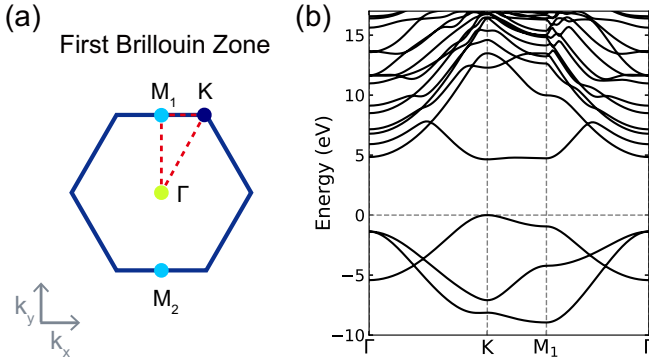 (a)
First Brillouin Zone
M1
K
Γ
M2
ky
kx
(b)
Energy (eV)
15
10
5
0
−5
−10
Γ
K
M1
Γ